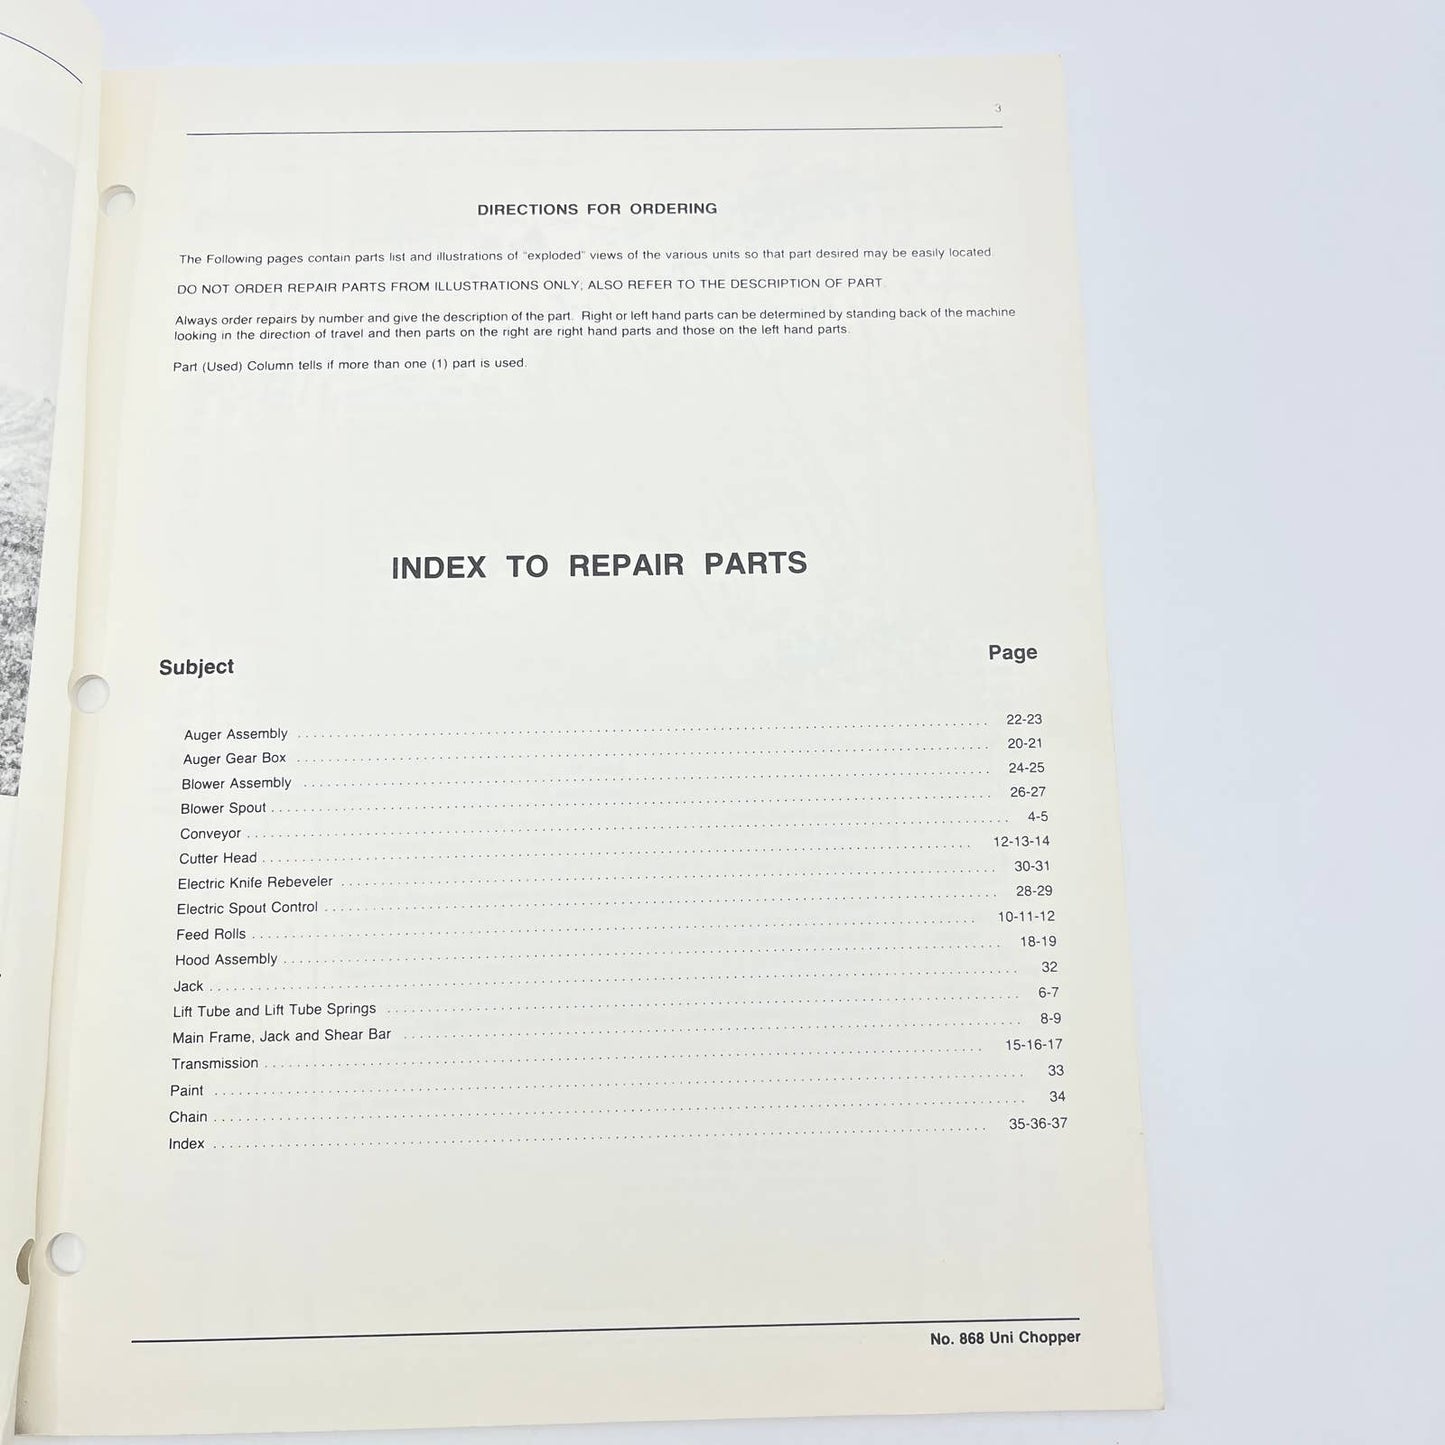 3
DIRECTIONS FOR ORDERING
The Following pages contain parts list and illustrations of "exploded" views of the various units so that part desired may be easily located.
DO NOT ORDER REPAIR PARTS FROM ILLUSTRATIONS ONLY; ALSO REFER TO THE DESCRIPTION OF PART.
Always order repairs by number and give the description of the part. Right or left hand parts can be determined by standing back of the machine
looking in the direction of travel and then parts on the right are right hand parts and those on the left hand parts.
Part (Used) Column tells if more than one (1) part is used.
INDEX TO REPAIR PARTS
Subject Page
Auger Assembly 22-23
Auger Gear Box 20-21
Blower Assembly 24-25
Blower Spout 26-27
Conveyor 4-5
Cutter Head 12-13-14
Electric Knife Rebeveler 30-31
Electric Spout Control 28-29
Feed Rolls 10-11-12
Hood Assembly 18-19
Jack 32
Lift Tube and Lift Tube Springs 6-7
Main Frame, Jack and Shear Bar 8-9
Transmission 15-16-17
Paint 33
Chain 34
Index 35-36-37
No. 868 Uni Chopper